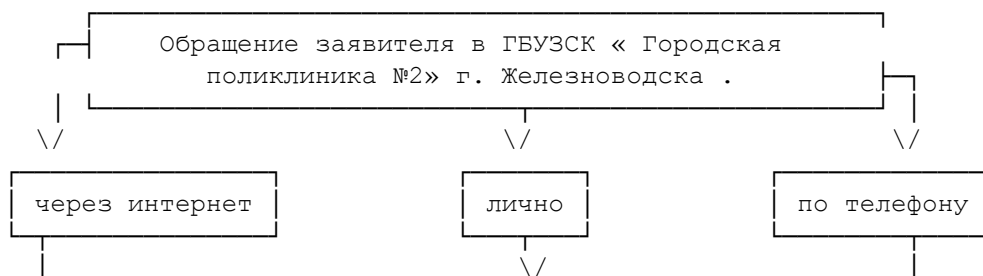 Обращение заявителя в ГБУЗСК « Городская
поликлиника №2» г. Железноводска .
через интернет
лично
по телефону